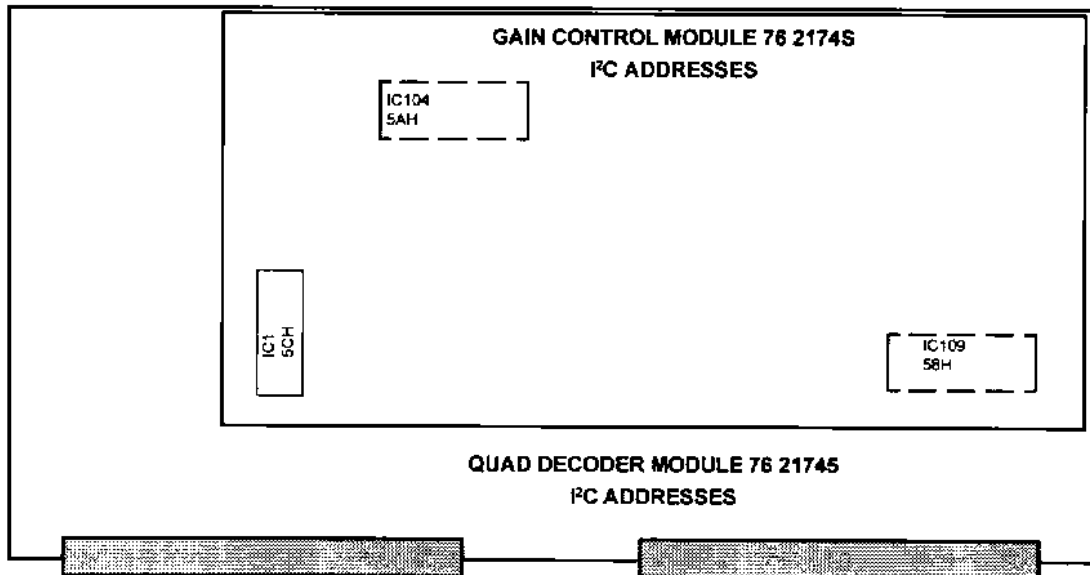 GAIN CONTROL MODULE 76 2174S
I²C ADDRESSES
IC104
5AH
IC1
5CH
IC109
58H
QUAD DECODER MODULE 76 21745
I²C ADDRESSES